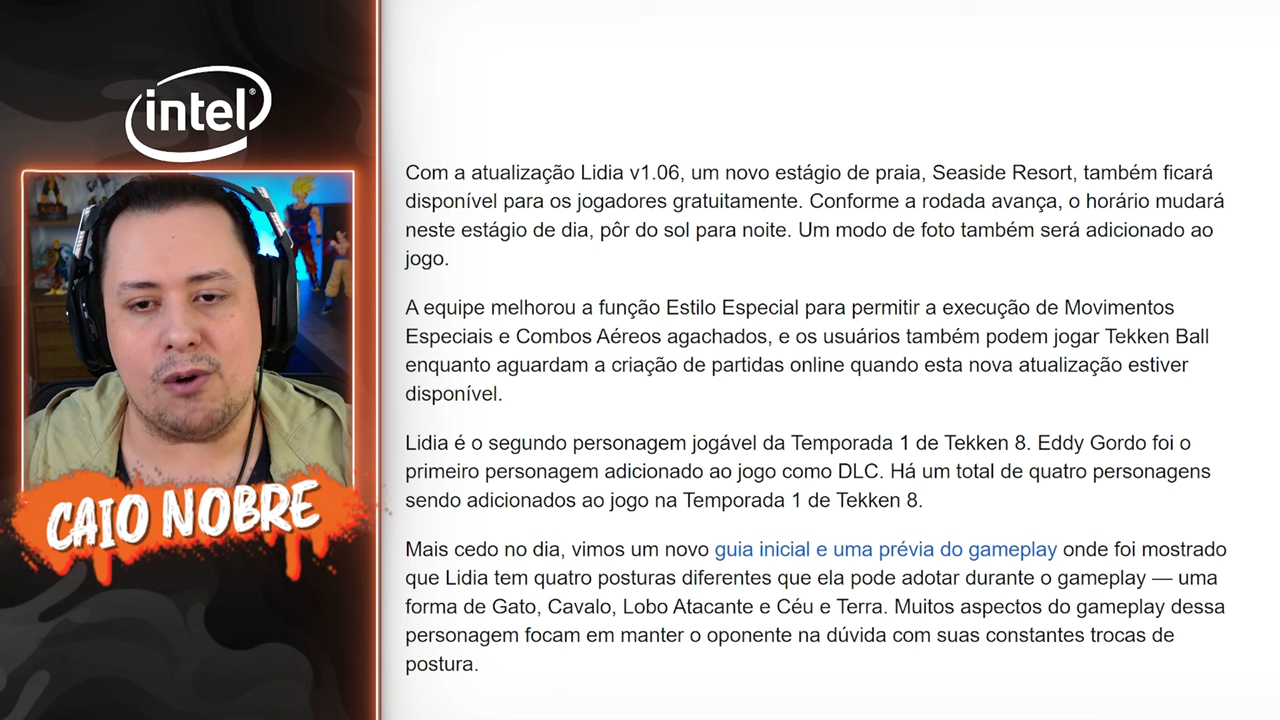 intel®
CAIO NOBRE
Com a atualização Lidia v1.06, um novo estágio de praia, Seaside Resort, também ficará
disponível para os jogadores gratuitamente. Conforme a rodada avança, o horário mudará
neste estágio de dia, pôr do sol para noite. Um modo de foto também será adicionado ao
jogo.
A equipe melhorou a função Estilo Especial para permitir a execução de Movimentos
Especiais e Combos Aéreos agachados, e os usuários também podem jogar Tekken Ball
enquanto aguardam a criação de partidas online quando esta nova atualização estiver
disponível.
Lidia é o segundo personagem jogável da Temporada 1 de Tekken 8. Eddy Gordo foi o
primeiro personagem adicionado ao jogo como DLC. Há um total de quatro personagens
sendo adicionados ao jogo na Temporada 1 de Tekken 8.
Mais cedo no dia, vimos um novo guia inicial e uma prévia do gameplay onde foi mostrado
que Lidia tem quatro posturas diferentes que ela pode adotar durante o gameplay — uma
forma de Gato, Cavalo, Lobo Atacante e Céu e Terra. Muitos aspectos do gameplay dessa
personagem focam em manter o oponente na dúvida com suas constantes trocas de
postura.